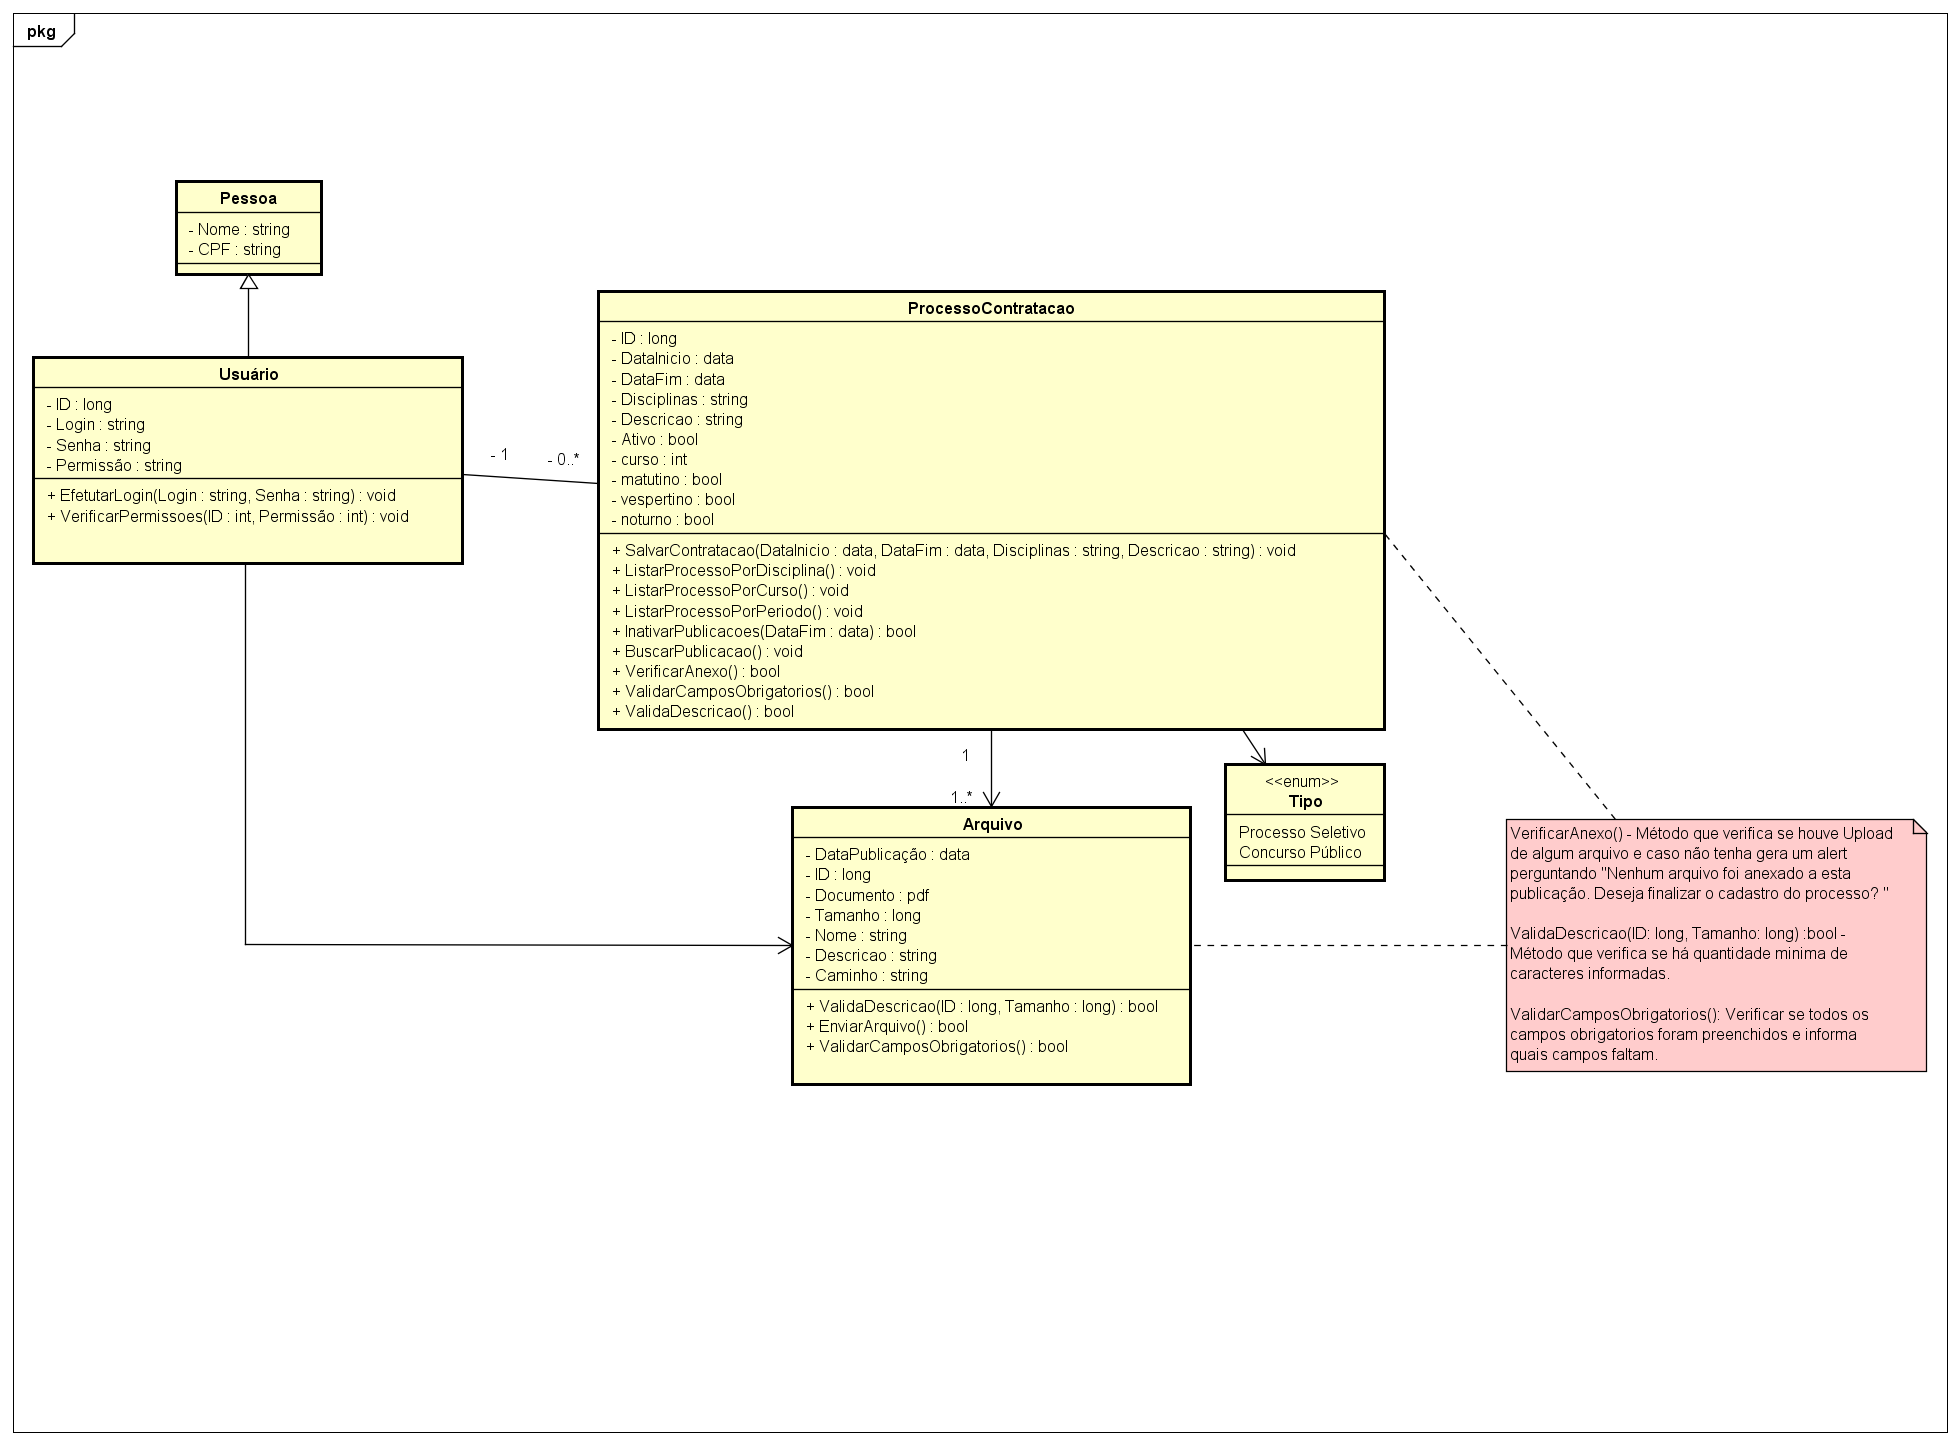 pkg
Pessoa
- Nome : string
- CPF : string
Usuário
- ID : long
- Login : string
- Senha : string
- Permissão : string
+ EfetutarLogin(Login : string, Senha : string) : void
+ VerificarPermissoes(ID : int, Permissão : int) : void
- 1
- 0..*
ProcessoContratacao
- ID : long
- DataInicio : data
- DataFim : data
- Disciplinas : string
- Descricao : string
- Ativo : bool
- curso : int
- matutino : bool
- vespertino : bool
- noturno : bool
+ SalvarContratacao(DataInicio : data, DataFim : data, Disciplinas : string, Descricao : string) : void
+ ListarProcessoPorDisciplina() : void
+ ListarProcessoPorCurso() : void
+ ListarProcessoPorPeriodo() : void
+ InativarPublicacoes(DataFim : data) : bool
+ BuscarPublicacao() : void
+ VerificarAnexo() : bool
+ ValidarCamposObrigatorios() : bool
+ ValidaDescricao() : bool
1
1..*
<<enum>>
Tipo
Processo Seletivo
Concurso Público
Arquivo
- DataPublicação : data
- ID : long
- Documento : pdf
- Tamanho : long
- Nome : string
- Descricao : string
- Caminho : string
+ ValidaDescricao(ID : long, Tamanho : long) : bool
+ EnviarArquivo() : bool
+ ValidarCamposObrigatorios() : bool
VerificarAnexo() - Método que verifica se houve Upload
de algum arquivo e caso não tenha gera um alert
perguntando "Nenhum arquivo foi anexado a esta
publicação. Deseja finalizar o cadastro do processo? "
ValidaDescricao(ID: long, Tamanho: long) :bool -
Método que verifica se há quantidade minima de
caracteres informadas.
ValidarCamposObrigatorios(): Verificar se todos os
campos obrigatorios foram preenchidos e informa
quais campos faltam.